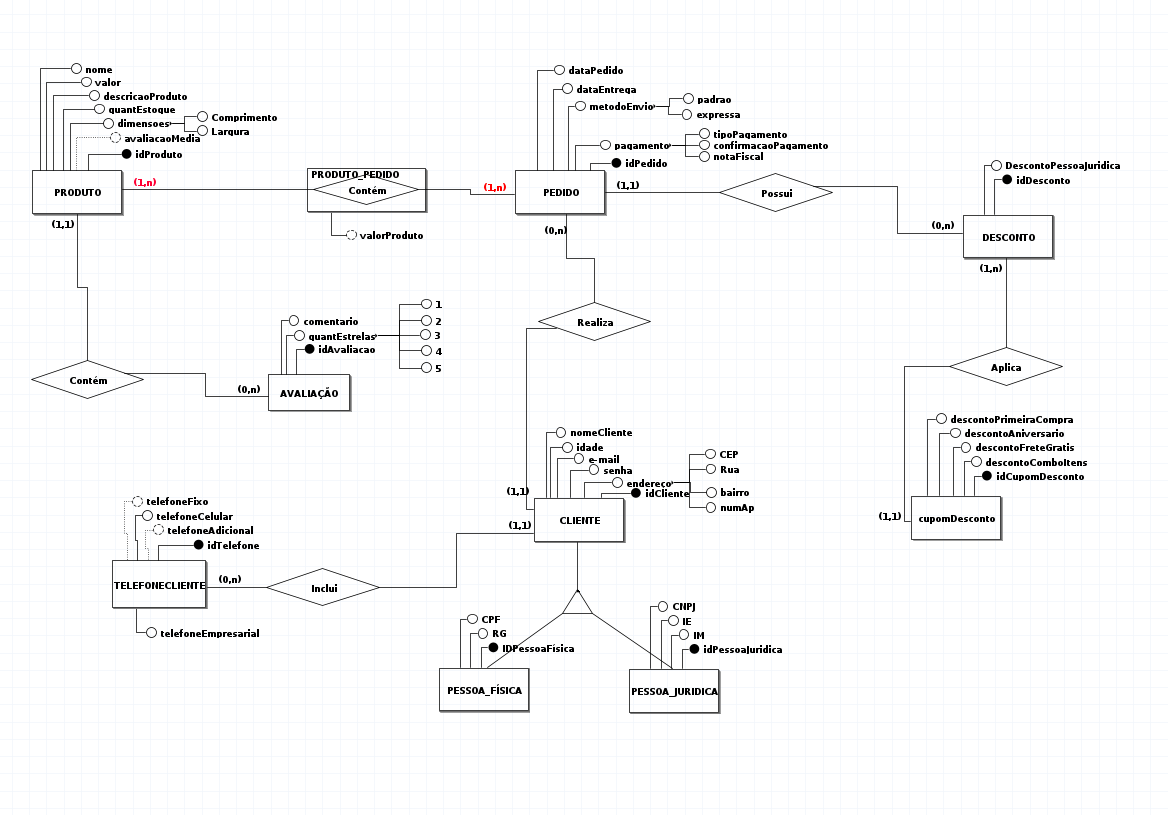 nome
valor
descricaoProduto
quantEstoque
dimensoes
Comprimento
Largura
avaliacaoMedia
idProduto
PRODUTO
(1,n)
(1,1)
PRODUTO_PEDIDO
Contém
valorProduto
(1,n)
dataPedido
dataEntrega
metodoEnvio
padrao
expressa
pagamento
tipoPagamento
confirmacaoPagamento
notaFiscal
idPedido
PEDIDO
(1,1)
(0,n)
Possui
DescontoPessoaJuridica
idDesconto
(0,n)
DESCONTO
(1,n)
Realiza
Aplica
Contém
(0,n)
comentario
quantEstrelas
idAvaliacao
1
2
3
4
5
AVALIAÇÃO
descontoPrimeiraCompra
descontoAniversario
descontoFreteGratis
descontoComboItens
idCupomDesconto
(1,1)
cupomDesconto
nomeCliente
idade
e-mail
senha
endereco
idCliente
CEP
Rua
bairro
numAp
(1,1)
(1,1)
CLIENTE
telefoneFixo
telefoneCelular
telefoneAdicional
idTelefone
TELEFONECLIENTE
(0,n)
telefoneEmpresarial
Inclui
CPF
RG
IDPessoaFísica
PESSOA_FÍSICA
CNPJ
IE
IM
idPessoaJuridica
PESSOA_JURIDICA